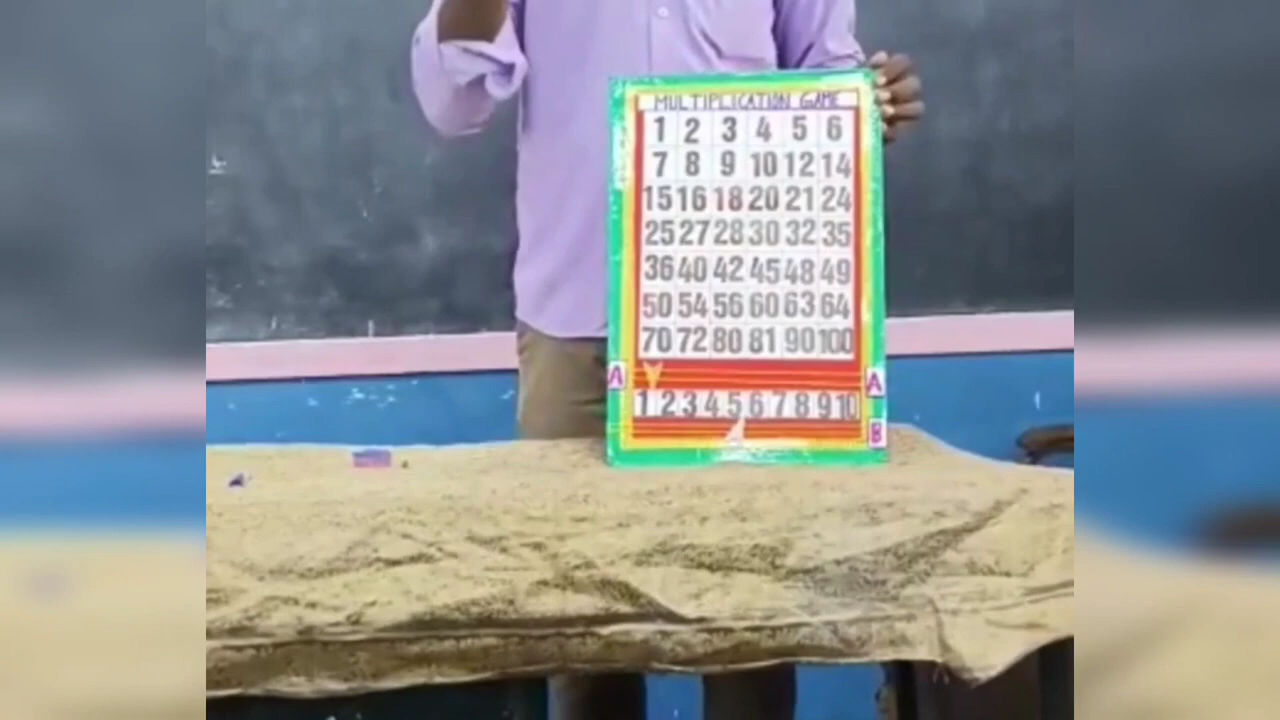 MULTIPLICATION GAME
1 2 3 4 5 6
7 8 9 10 12 14
15 16 18 20 21 24
25 27 28 30 32 35
36 40 42 45 48 49
50 54 56 60 63 64
70 72 80 81 90 100
A A
1 2 3 4 5 6 7 8 9 10
B